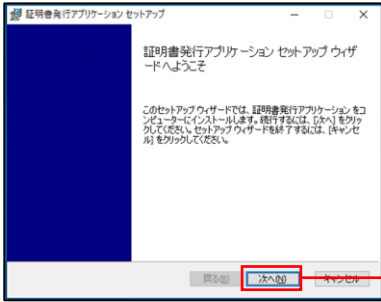 証明書発行アプリケーション セットアップ
証明書発行アプリケーション セットアップ ウィザ
ードへようこそ
このセットアップ ウィザードでは、証明書発行アプリケーション をコ
ンピューターにインストールします。続行するには、[次へ] をクリッ
クしてください。セットアップ ウィザードを終了するには、[キャンセ
ル] をクリックしてください。
戻る(B) 次へ(N) キャンセル